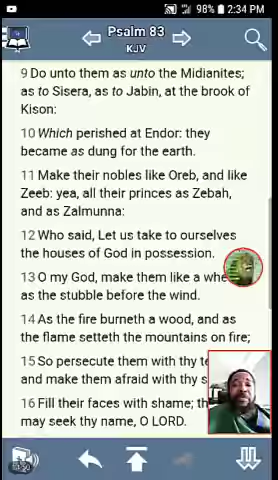 98% 2:34 PM
Psalm 83
KJV
9 Do unto them as unto the Midianites;
as to Sisera, as to Jabin, at the brook of
Kison:
10 Which perished at Endor: they
became as dung for the earth.
11 Make their nobles like Oreb, and like
Zeeb: yea, all their princes as Zebah,
and as Zalmunna:
12 Who said, Let us take to ourselves
the houses of God in possession.
13 O my God, make them like a whe
as the stubble before the wind.
14 As the fire burneth a wood, and as
the flame setteth the mountains on fire;
15 So persecute them with thy te
and make them afraid with thy s
16 Fill their faces with shame; th
may seek thy name, O LORD.